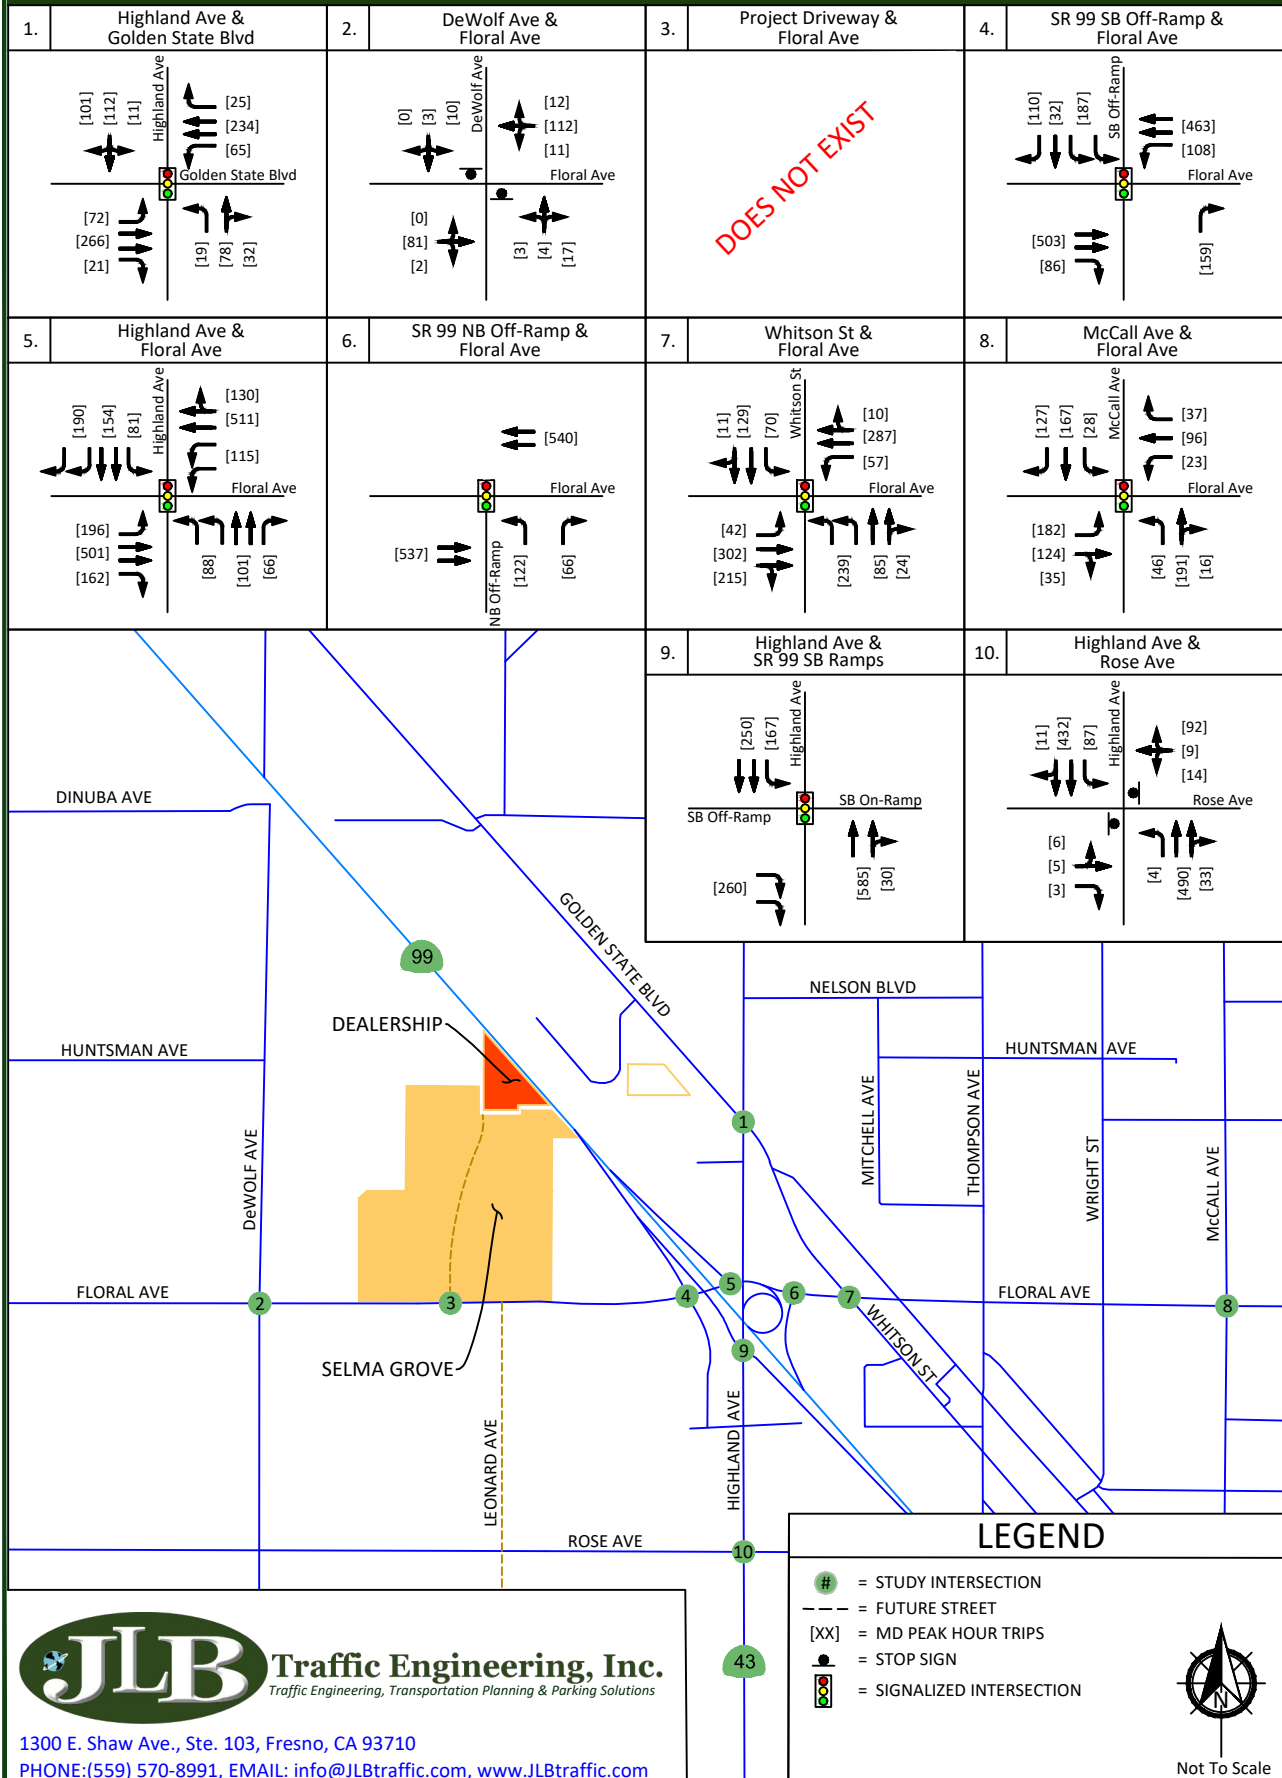 1.
Highland Ave &
Golden State Blvd
[101]
[112]
[11]
Highland Ave
[25]
[234]
[65]
Golden State Blvd
[72]
[266]
[21]
[19]
[78]
[32]
2.
DeWolf Ave &
Floral Ave
[0]
[3]
[10]
DeWolf Ave
[12]
[112]
[11]
Floral Ave
[0]
[81]
[2]
[3]
[4]
[17]
3.
Project Driveway &
Floral Ave
DOES NOT EXIST
4.
SR 99 SB Off-Ramp &
Floral Ave
[110]
[32]
[187]
SB Off-Ramp
[463]
[108]
Floral Ave
[503]
[86]
[159]
5.
Highland Ave &
Floral Ave
[190]
[154]
[81]
Highland Ave
[130]
[511]
[115]
Floral Ave
[196]
[501]
[162]
[88]
[101]
[66]
6.
SR 99 NB Off-Ramp &
Floral Ave
[540]
Floral Ave
[537]
NB Off-Ramp
[122]
[66]
7.
Whitson St &
Floral Ave
[11]
[129]
[70]
Whitson St
[10]
[287]
[57]
Floral Ave
[42]
[302]
[215]
[239]
[85]
[24]
8.
McCall Ave &
Floral Ave
[127]
[167]
[28]
McCall Ave
[37]
[96]
[23]
Floral Ave
[182]
[124]
[35]
[46]
[191]
[16]
9.
Highland Ave &
SR 99 SB Ramps
[250]
[167]
Highland Ave
SB On-Ramp
SB Off-Ramp
[260]
[585]
[30]
10.
Highland Ave &
Rose Ave
[11]
[432]
[87]
Highland Ave
[92]
[9]
[14]
Rose Ave
[6]
[5]
[3]
[4]
[490]
[33]
DINUBA AVE
99
GOLDEN STATE BLVD
NELSON BLVD
DEALERSHIP
HUNTSMAN AVE
HUNTSMAN AVE
MITCHELL AVE
THOMPSON AVE
WRIGHT ST
McCALL AVE
DeWOLF AVE
1
FLORAL AVE
2
3
4
5
6
7
FLORAL AVE
8
9
WHITSON ST
SELMA GROVE
LEONARD AVE
HIGHLAND AVE
ROSE AVE
10
43
LEGEND
# = STUDY INTERSECTION
= FUTURE STREET
[XX] = MD PEAK HOUR TRIPS
= STOP SIGN
= SIGNALIZED INTERSECTION
N
Not To Scale
JLB Traffic Engineering, Inc.
Traffic Engineering, Transportation Planning & Parking Solutions
1300 E. Shaw Ave., Ste. 103, Fresno, CA 93710
PHONE:(559) 570-8991, EMAIL: info@JLBtraffic.com, www.JLBtraffic.com